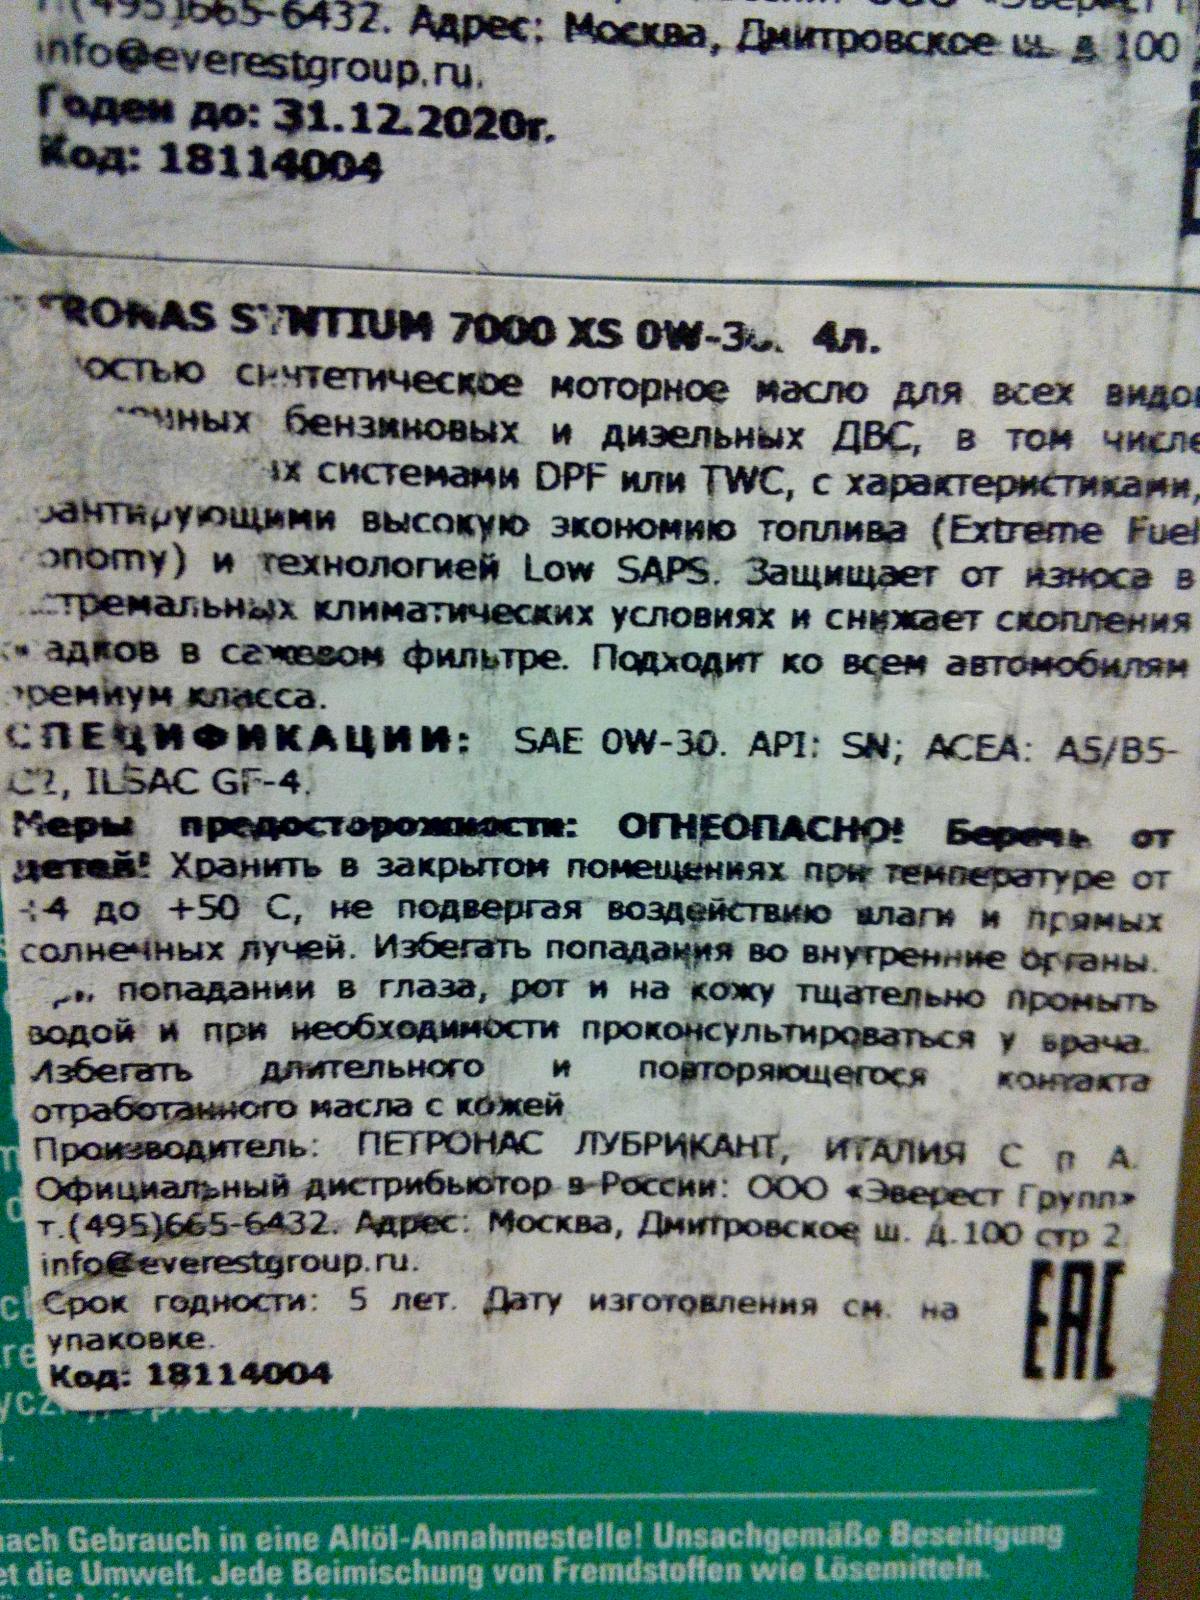 (495)665-6432. Адрес: Москва, Дмитровское ш. д 100
info@everestgroup.ru.
Годен до: 31.12.2020г.
Код: 18114004
SYNTIUM 7000 XS 0W-30. 4л.
синтетическое моторное масло для всех
бензиновых и дизельных ДВС, в том числе
системами DPF или TWC, с характеристиками,
высокую экономию топлива (Extreme Fuel
и технологией Low SAPS. Защищает от износа в
климатических условиях и снижает скопления
в сажевом фильтре. Подходит ко всем автомобилям
класса.
СПЕЦИФИКАЦИИ: SAE 0W-30. API: SN; ACEA: A5/B5-
C2, ILSAC GF-4.
Меры предосторожности: ОГНЕОПАСНО! Беречь от
детей! Хранить в закрытом помещениях при температуре от
+4 до +50 С, не подвергая воздействию влаги и прямых
солнечных лучей. Избегать попадания во внутренние органы.
попадании в глаза, рот и на кожу тщательно промыть
водой и при необходимости проконсультироваться у врача.
Избегать длительного и повторяющегося контакта
отработанного масла с кожей
Производитель: ПЕТРОНАС ЛУБРИКАНТ, ИТАЛИЯ С п А.
Официальный дистрибьютор в России: ООО «Эверест Групп»
т.(495)665-6432. Адрес: Москва, Дмитровское ш. д.100 стр 2
info@everestgroup.ru.
Срок годности: 5 лет. Дату изготовления см. на
упаковке.
Код: 18114004
EAC
nach Gebrauch in eine Altöl-Annahmestelle! Unsachgemäße Beseitigung
die Umwelt. Jede Beimischung von Fremdstoffen wie Lösemitteln.